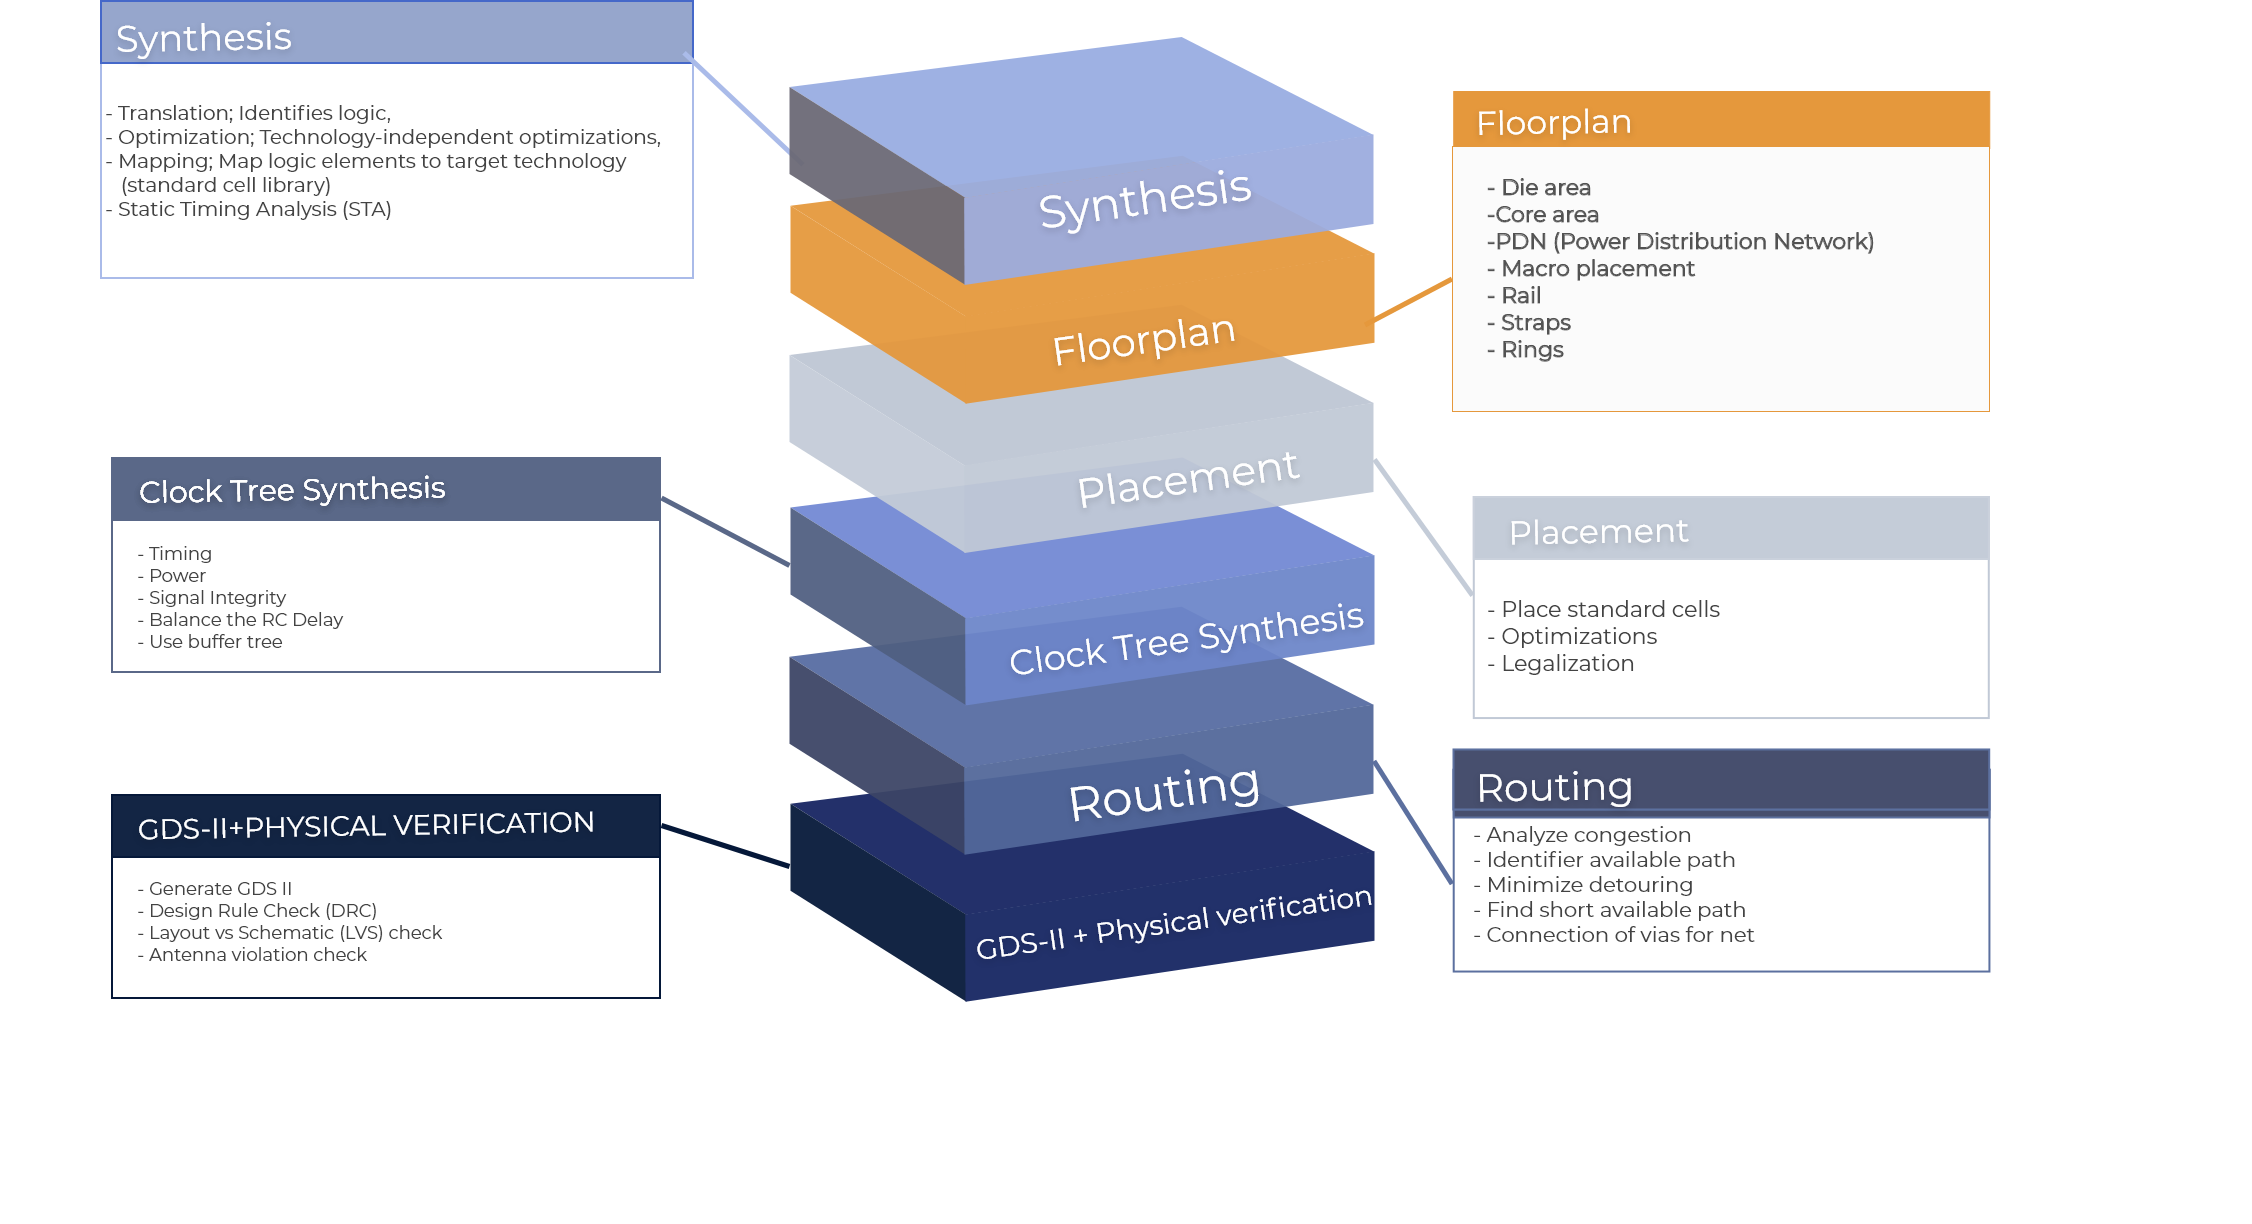 Synthesis
- Translation; Identifies logic,
- Optimization; Technology-independent optimizations,
- Mapping; Map logic elements to target technology
(standard cell library)
- Static Timing Analysis (STA)
Clock Tree Synthesis
- Timing
- Power
- Signal Integrity
- Balance the RC Delay
- Use buffer tree
GDS-II+PHYSICAL VERIFICATION
- Generate GDS II
- Design Rule Check (DRC)
- Layout vs Schematic (LVS) check
- Antenna violation check
Synthesis
Floorplan
Placement
Clock Tree Synthesis
Routing
GDS-II + Physical verification
Floorplan
- Die area
-Core area
-PDN (Power Distribution Network)
- Macro placement
- Rail
- Straps
- Rings
Placement
- Place standard cells
- Optimizations
- Legalization
Routing
- Analyze congestion
- Identifier available path
- Minimize detouring
- Find short available path
- Connection of vias for net